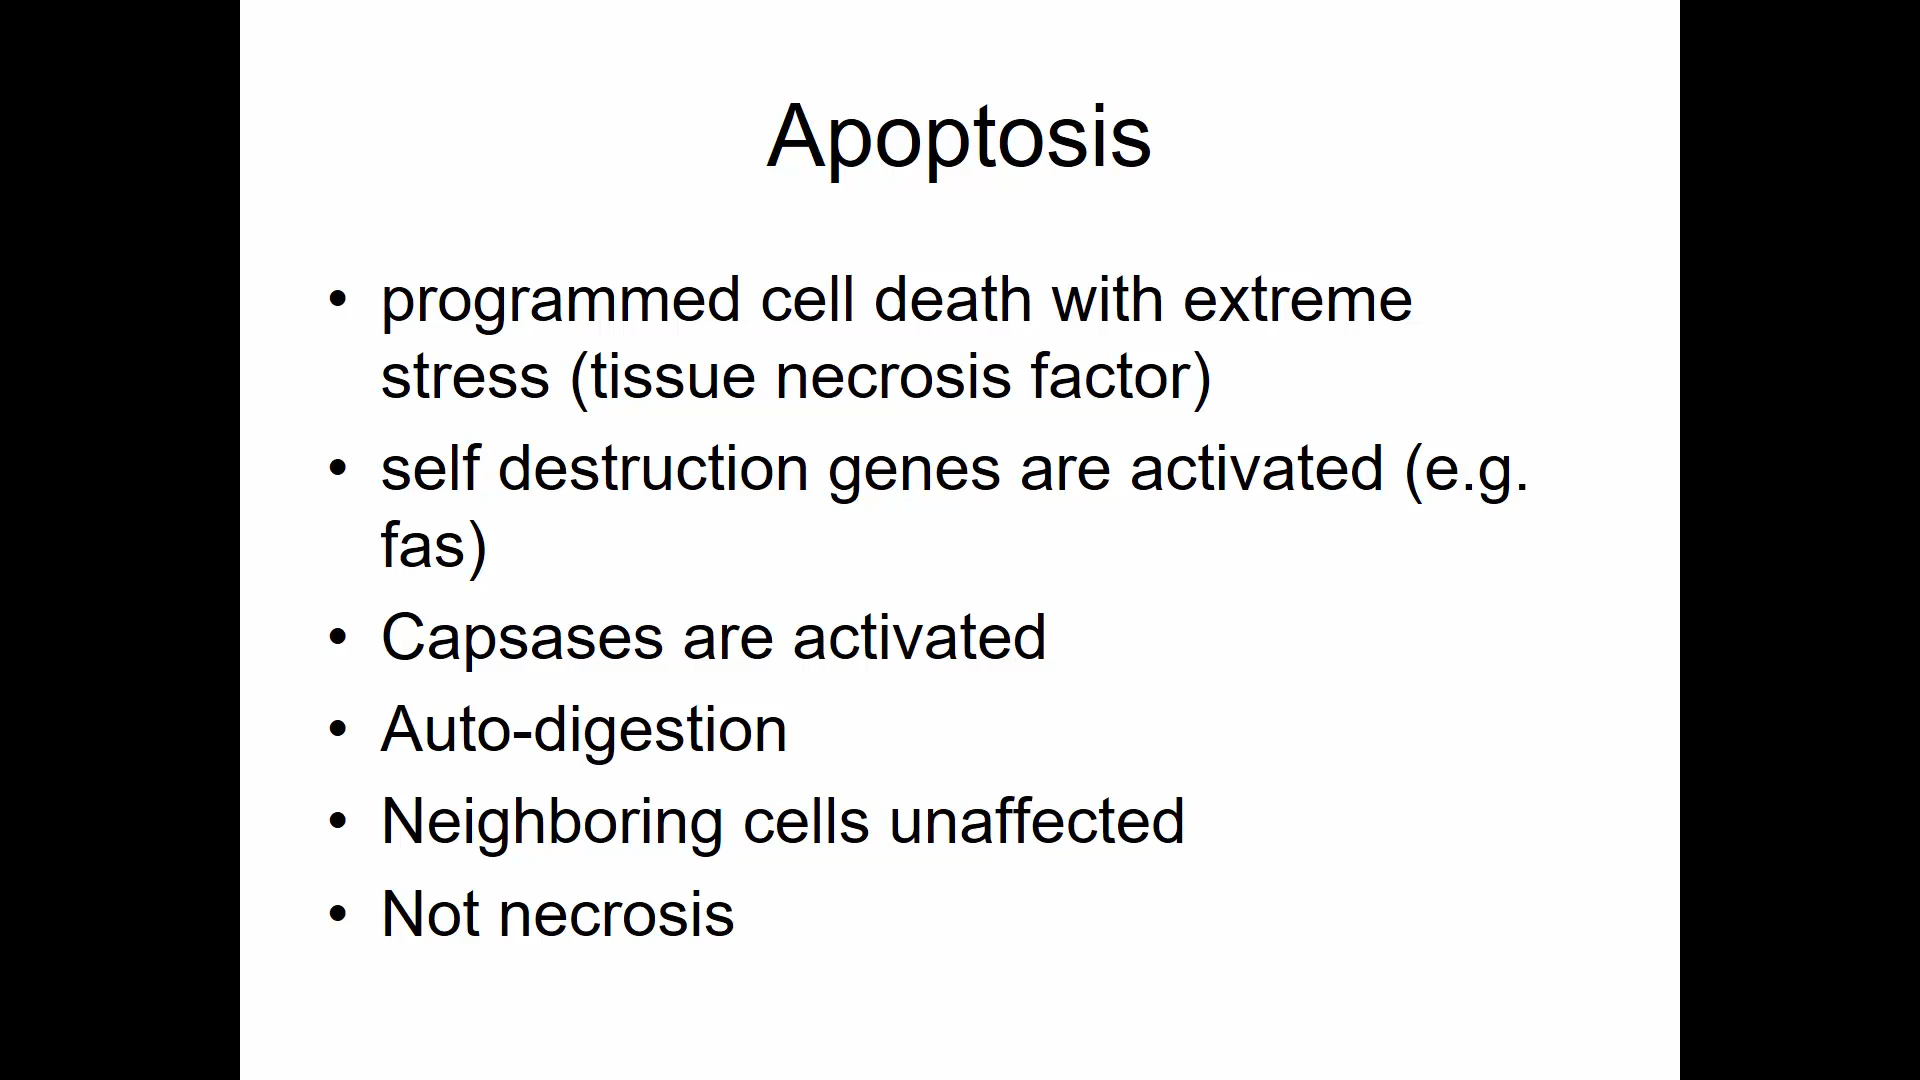 Apoptosis
• programmed cell death with extreme
stress (tissue necrosis factor)
• self destruction genes are activated (e.g.
fas)
• Capsases are activated
• Auto-digestion
• Neighboring cells unaffected
• Not necrosis